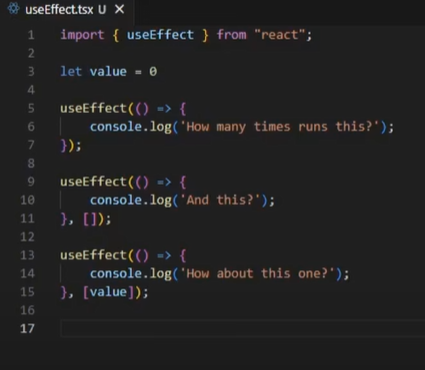 useEffect.tsx U ×
1 import { useEffect } from "react";
2
3 let value = 0
4
5 useEffect(() => {
6 console.log('How many times runs this?');
7 });
8
9 useEffect(() => {
10 console.log('And this?');
11 }, []);
12
13 useEffect(() => {
14 console.log('How about this one?');
15 }, [value]);
16
17